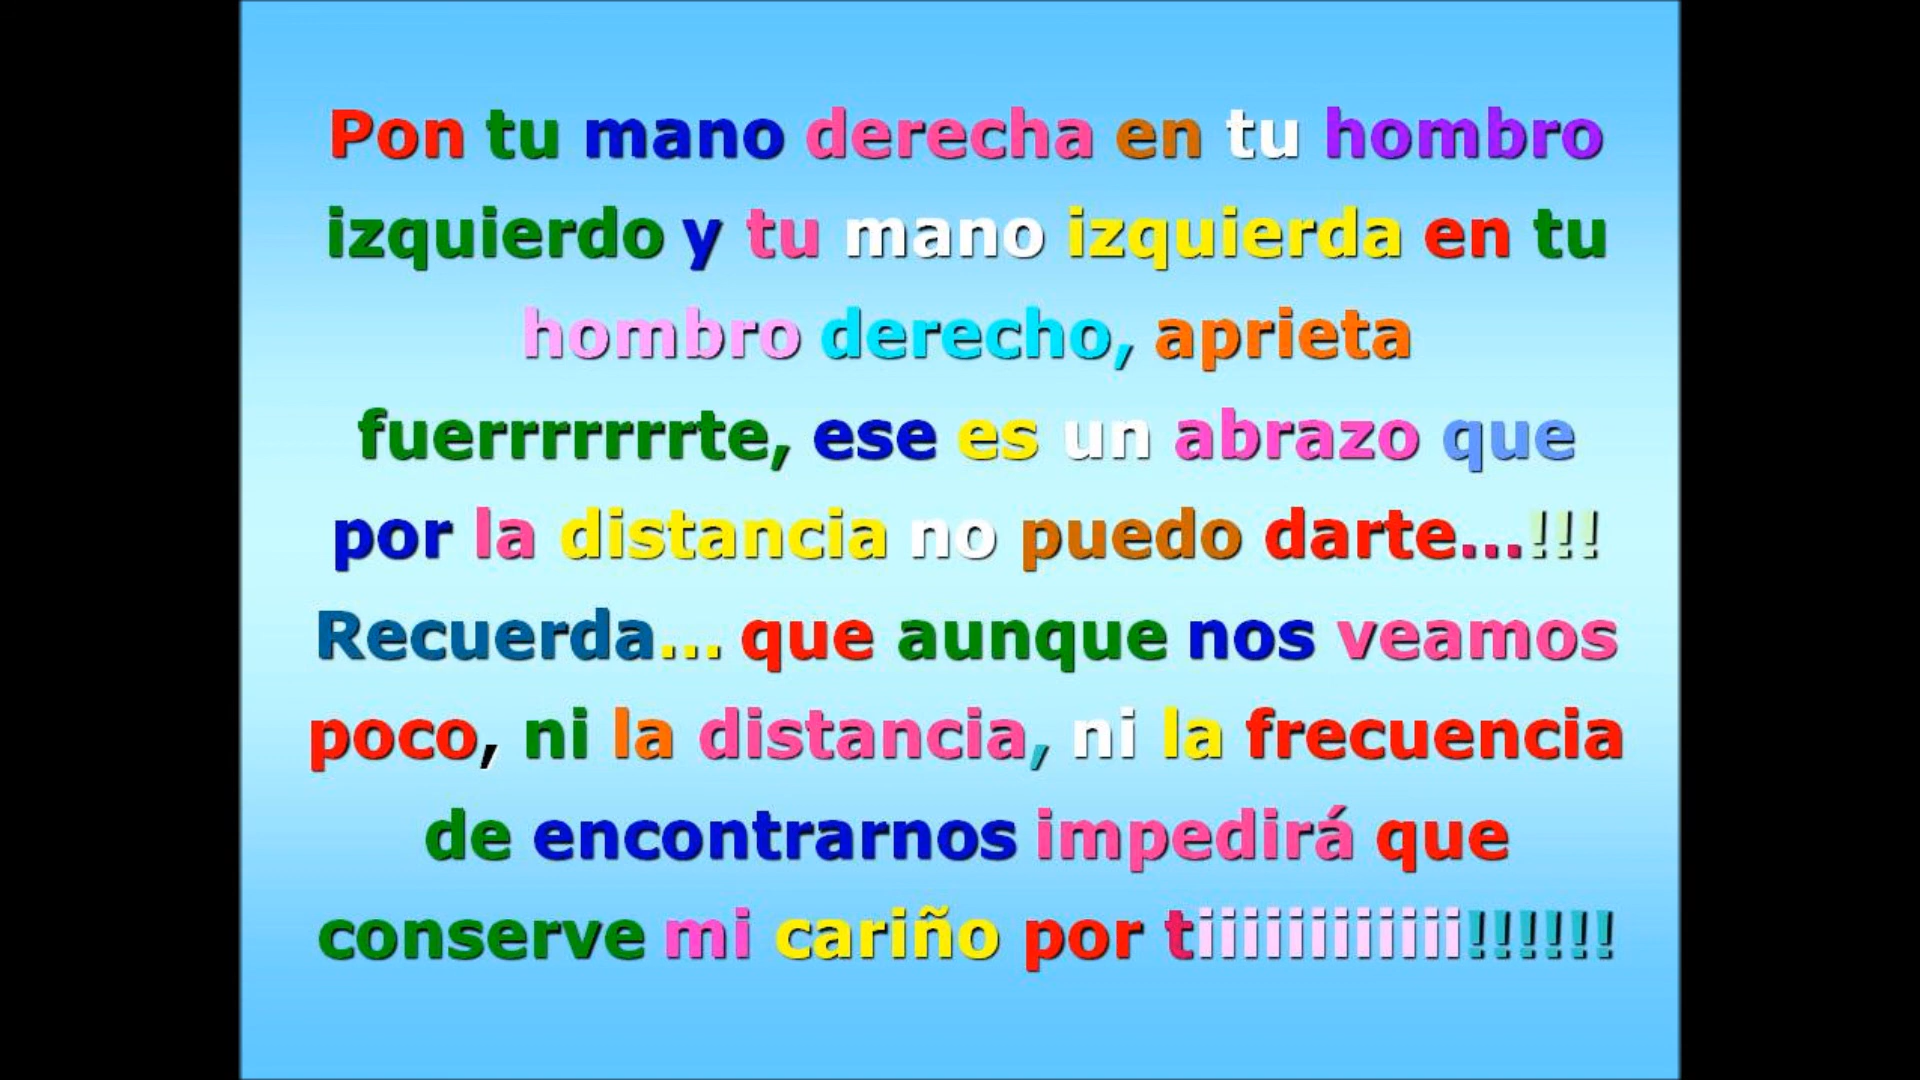 Pon tu mano derecha en tu hombro
izquierdo y tu mano izquierda en tu
hombro derecho, aprieta
fuerrrrrrrte, ese es un abrazo que
por la distancia no puedo darte...!!!
Recuerda... que aunque nos veamos
poco, ni la distancia, ni la frecuencia
de encontrarnos impedirá que
conserve mi cariño por tiiiiiiiiiiiii!!!!!!